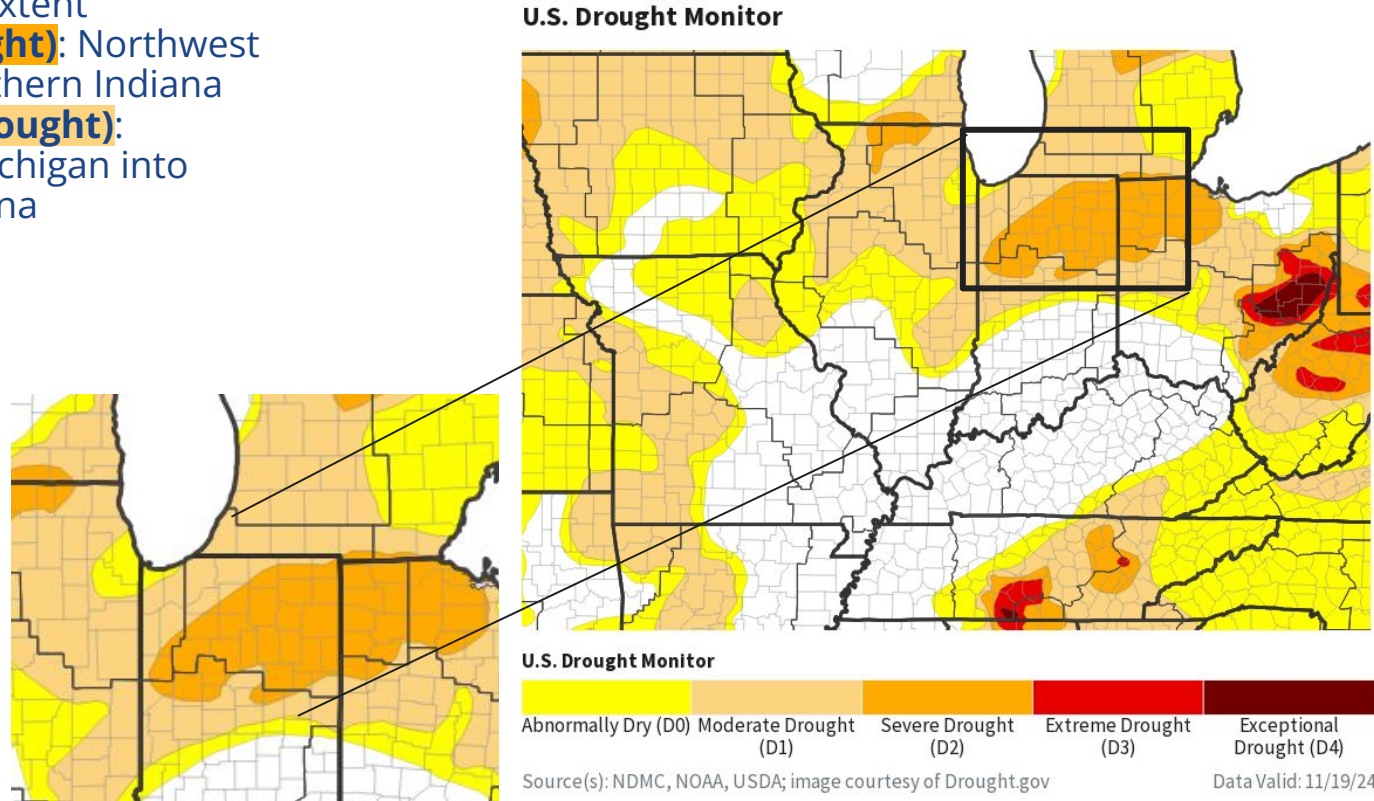 xtent
ght): Northwest
thern Indiana
ought):
chigan into
na
U.S. Drought Monitor
U.S. Drought Monitor
Abnormally Dry (D0)
Moderate Drought
(D1)
Severe Drought
(D2)
Extreme Drought
(D3)
Exceptional
Drought (D4)
Source(s): NDMC, NOAA, USDA; image courtesy of Drought.gov
Data Valid: 11/19/24